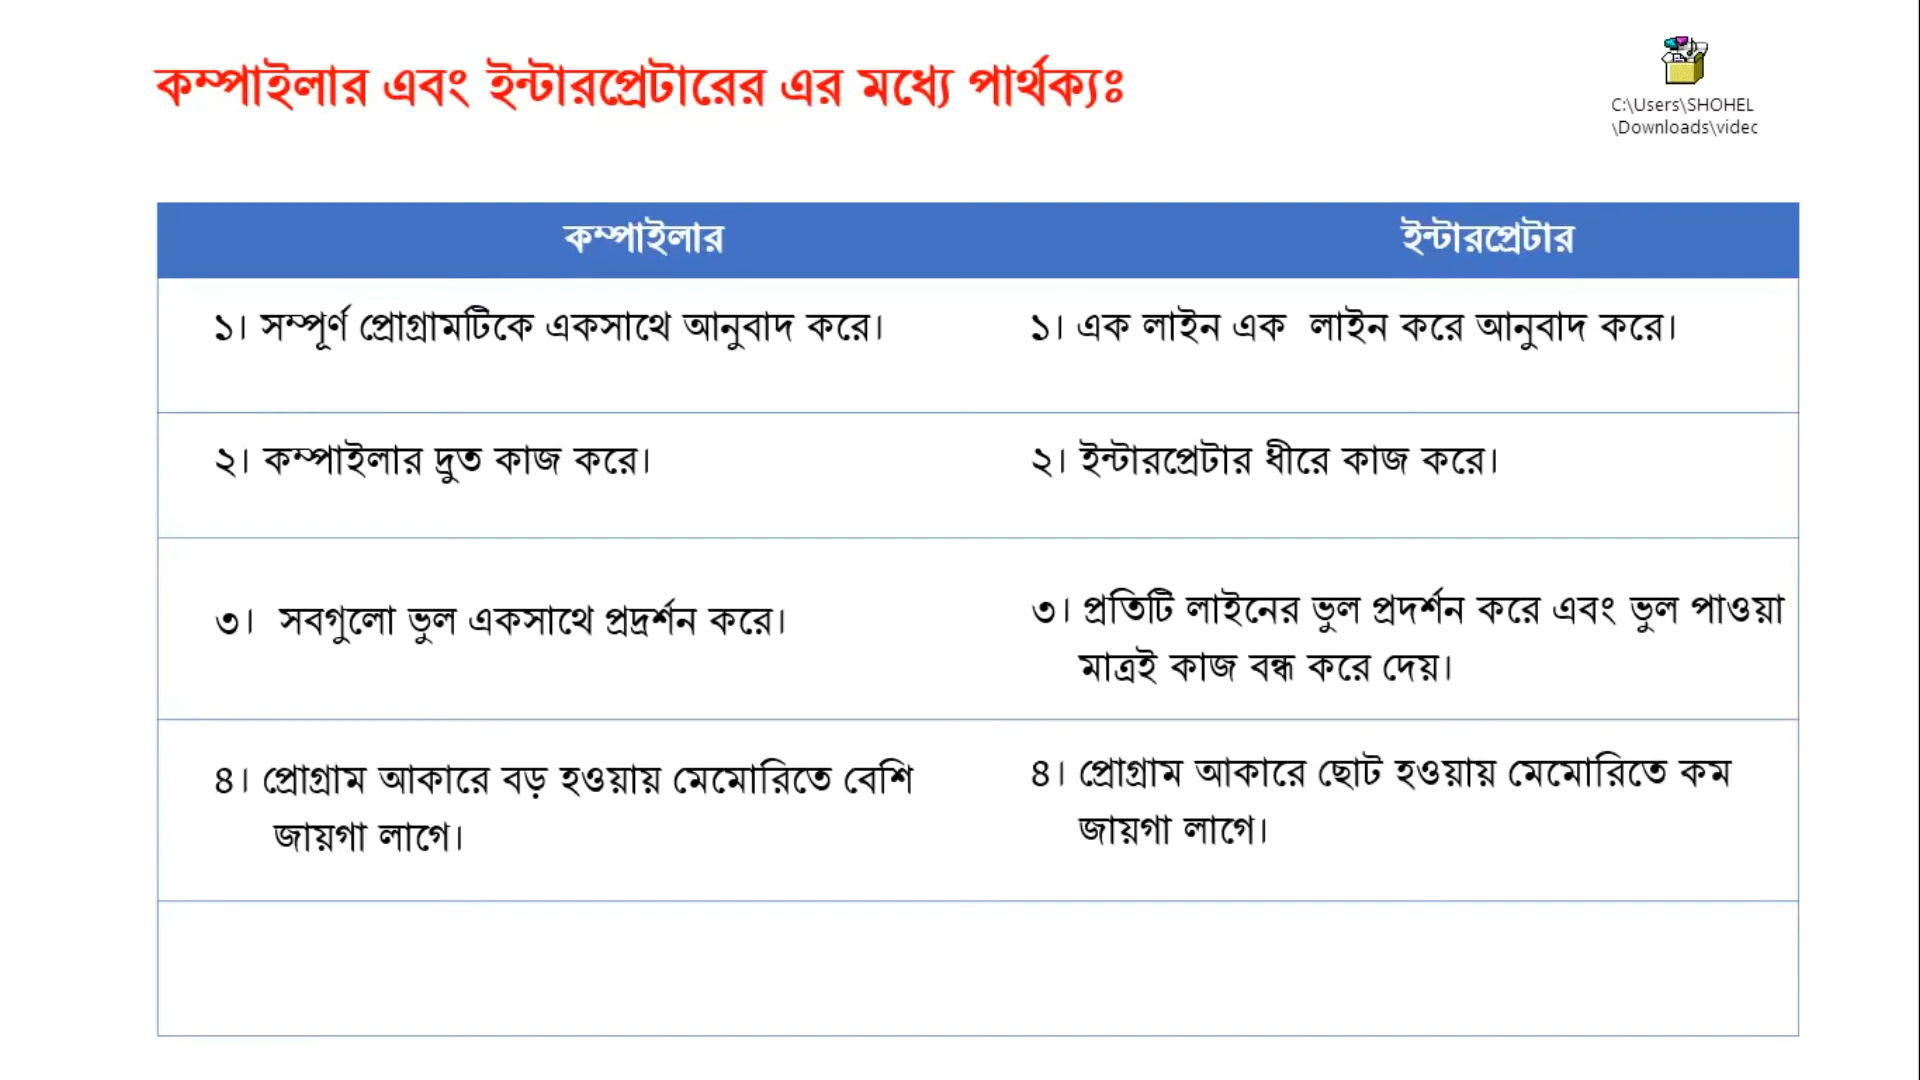 কম্পাইলার এবং ইন্টারপ্রেটারের এর মধ্যে পার্থক্যঃ
C:\Users\SHOHEL
\Downloads\videc
কম্পাইলার
ইন্টারপ্রেটার
১। সম্পূর্ণ প্রোগ্রামটিকে একসাথে আনুবাদ করে।
১। এক লাইন এক লাইন করে আনুবাদ করে।
২। কম্পাইলার দ্রুত কাজ করে।
২। ইন্টারপ্রেটার ধীরে কাজ করে।
৩। সবগুলো ভুল একসাথে প্রদ্রর্শন করে।
৩। প্রতিটি লাইনের ভুল প্রদর্শন করে এবং ভুল পাওয়া
মাত্রই কাজ বন্ধ করে দেয়।
৪। প্রোগ্রাম আকারে বড় হওয়ায় মেমোরিতে বেশি
জায়গা লাগে।
৪। প্রোগ্রাম আকারে ছোট হওয়ায় মেমোরিতে কম
জায়গা লাগে।